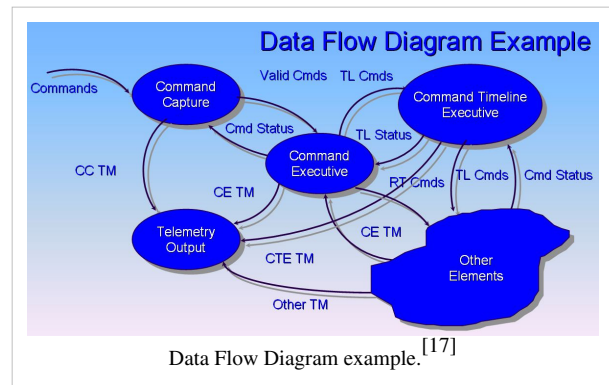 Data Flow Diagram Example
Commands
Command
Capture
Valid Cmds
TL Cmds
Command Timeline
Executive
Cmd Status
TL Status
Command
Executive
CC TM
CE TM
RT Cmds
TL Cmds
Cmd Status
Telemetry
Output
CTE TM
CE TM
Other
Elements
Other TM
Data Flow Diagram example.[17]